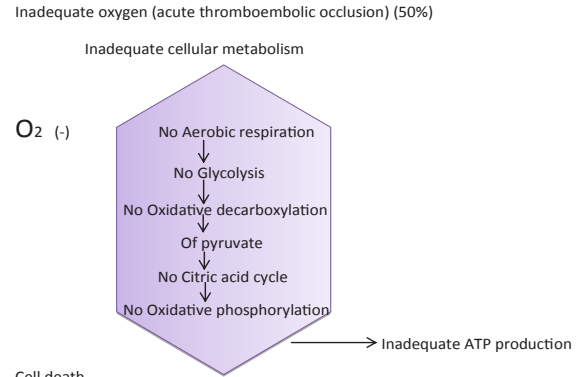 Inadequate oxygen (acute thromboembolic occlusion) (50%)
Inadequate cellular metabolism
O2 (-)
No Aerobic respiration
No Glycolysis
No Oxidative decarboxylation
Of pyruvate
No Citric acid cycle
No Oxidative phosphorylation
Inadequate ATP production
Cell death